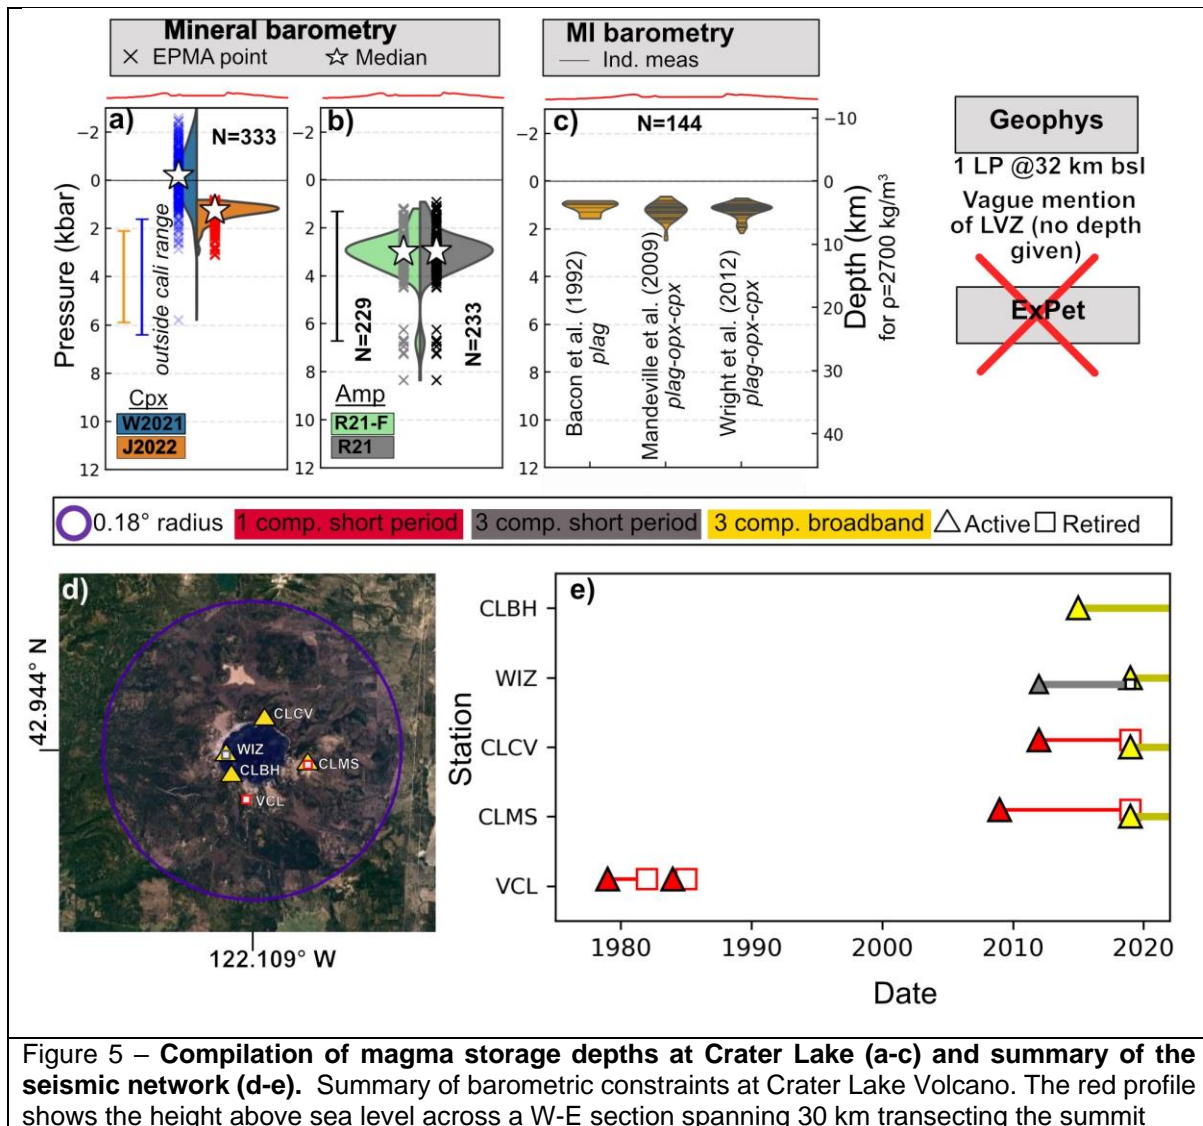 Mineral barometry
× EPMA point ☆ Median
MI barometry
— Ind. meas
Geophys
1 LP @32 km bsl
Vague mention
of LVZ (no depth
given)
ExPet
a)
N=333
Pressure (kbar)
−2
0
2
4
6
8
10
12
outside cali range
Cpx
W2021
J2022
b)
−2
0
2
4
6
8
10
12
N=229
N=233
Amp
R21-F
R21
c)
N=144
−2
0
2
4
6
8
10
12
Bacon et al. (1992)
plag
Mandeville et al. (2009)
plag-opx-cpx
Wright et al. (2012)
plag-opx-cpx
−10
0
10
20
30
40
Depth (km)
for ρ=2700 kg/m³
0.18° radius 1 comp. short period 3 comp. short period 3 comp. broadband △ Active □ Retired
d)
42.944° N
CLCV
WIZ
CLMS
CLBH
VCL
122.109° W
e)
Station
CLBH
WIZ
CLCV
CLMS
VCL
1980 1990 2000 2010 2020
Date
Figure 5 – Compilation of magma storage depths at Crater Lake (a-c) and summary of the
seismic network (d-e). Summary of barometric constraints at Crater Lake Volcano. The red profile
shows the height above sea level across a W-E section spanning 30 km transecting the summit